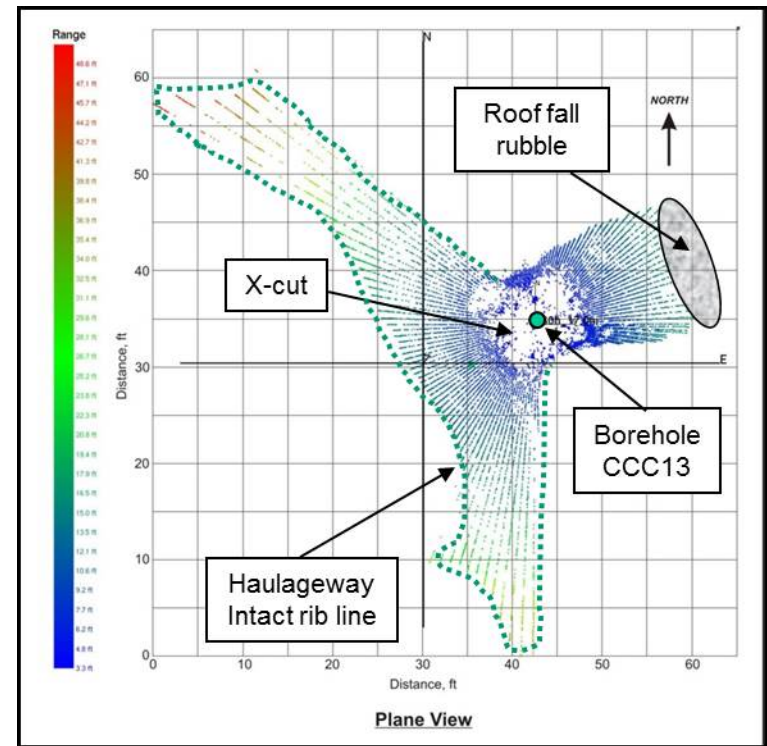 Range
48.6 ft
47.1 ft
45.7 ft
44.2 ft
42.7 ft
41.3 ft
39.8 ft
38.4 ft
36.9 ft
35.4 ft
34.0 ft
32.5 ft
31.1 ft
29.6 ft
28.1 ft
26.7 ft
25.2 ft
23.8 ft
22.3 ft
20.8 ft
19.4 ft
17.9 ft
16.5 ft
15.0 ft
13.5 ft
12.1 ft
10.6 ft
9.2 ft
7.7 ft
6.2 ft
4.8 ft
3.3 ft
N
NORTH
Roof fall
rubble
X-cut
E
Borehole
CCC13
Haulageway
Intact rib line
Distance, ft
60
50
40
30
20
10
0
0
10
20
30
40
50
60
Distance, ft
Plane View